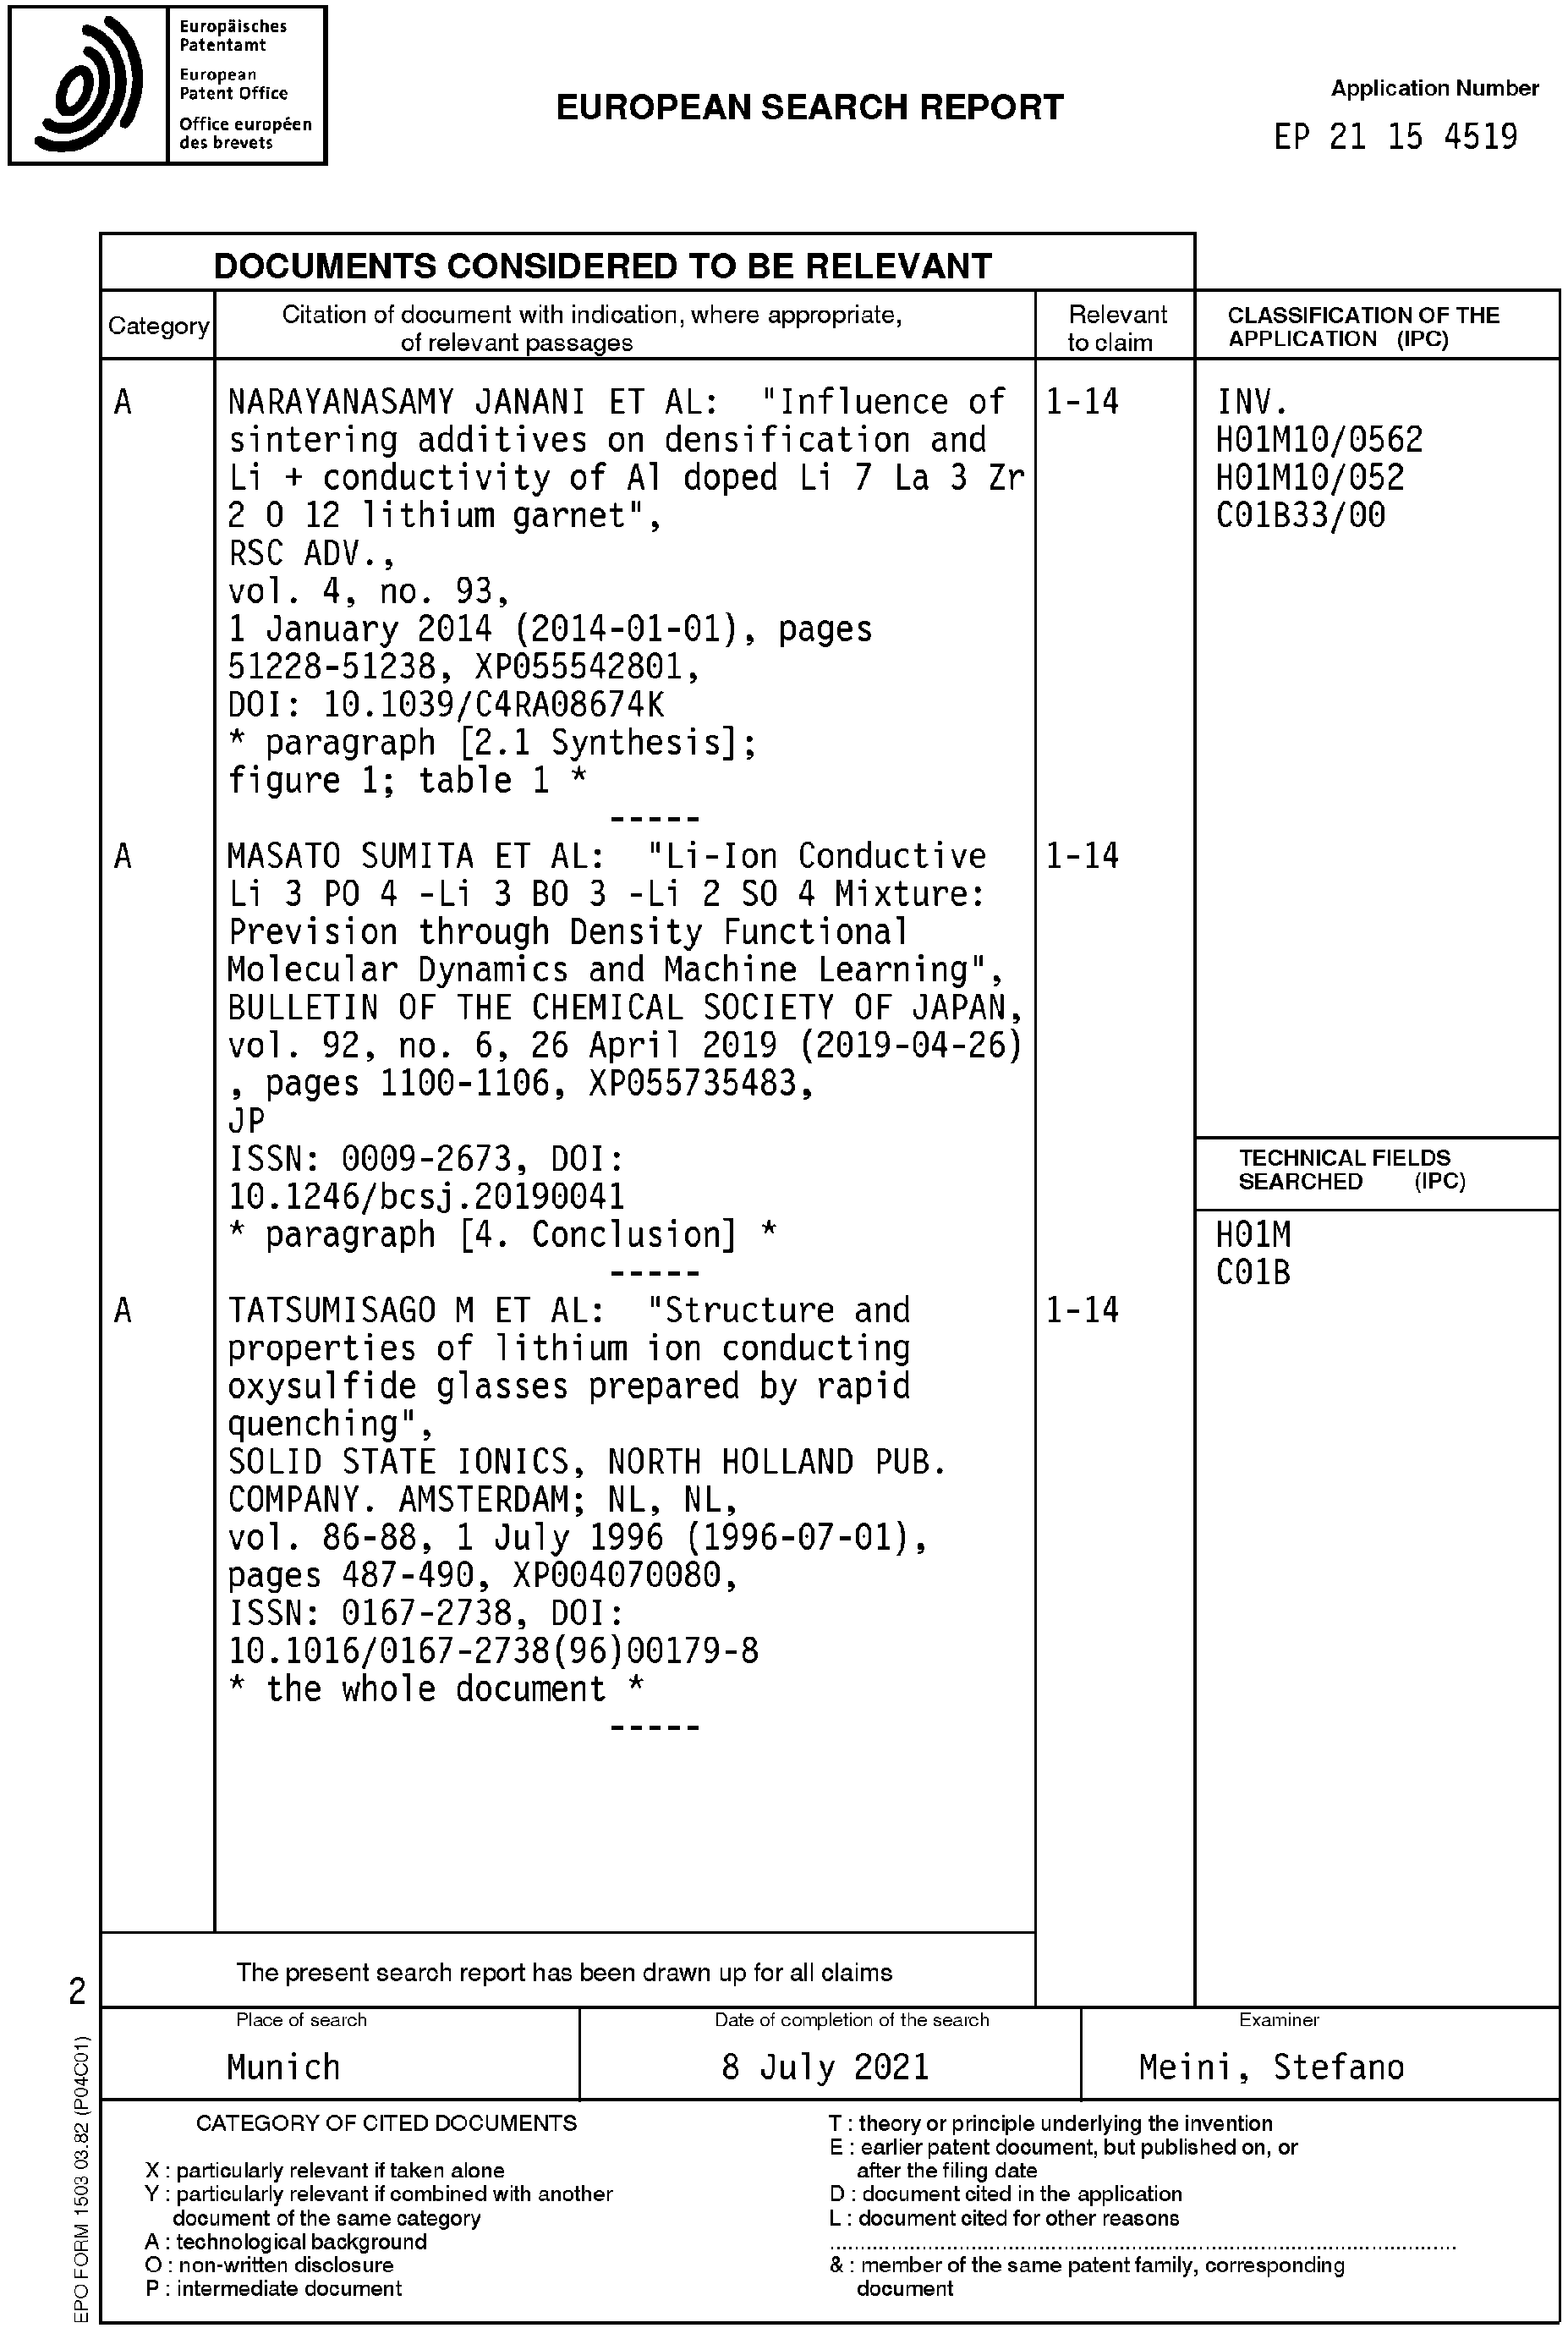 Europäisches
Patentamt
European
Patent Office
Office européen
des brevets
EUROPEAN SEARCH REPORT
Application Number
EP 21 15 4519
DOCUMENTS CONSIDERED TO BE RELEVANT
Category
Citation of document with indication, where appropriate,
of relevant passages
Relevant
to claim
CLASSIFICATION OF THE
APPLICATION (IPC)
A
NARAYANASAMY JANANI ET AL: "Influence of
sintering additives on densification and
Li + conductivity of Al doped Li 7 La 3 Zr
2 O 12 lithium garnet",
RSC ADV.,
vol. 4, no. 93,
1 January 2014 (2014-01-01), pages
51228-51238, XP055542801,
DOI: 10.1039/C4RA08674K
* paragraph [2.1 Synthesis];
figure 1; table 1 *
-----
1-14
INV.
H01M10/0562
H01M10/052
C01B33/00
A
MASATO SUMITA ET AL: "Li-Ion Conductive
Li 3 PO 4 -Li 3 BO 3 -Li 2 SO 4 Mixture:
Prevision through Density Functional
Molecular Dynamics and Machine Learning",
BULLETIN OF THE CHEMICAL SOCIETY OF JAPAN,
vol. 92, no. 6, 26 April 2019 (2019-04-26)
, pages 1100-1106, XP055735483,
JP
ISSN: 0009-2673, DOI:
10.1246/bcsj.20190041
* paragraph [4. Conclusion] *
-----
1-14
TECHNICAL FIELDS
SEARCHED (IPC)
H01M
C01B
A
TATSUMISAGO M ET AL: "Structure and
properties of lithium ion conducting
oxysulfide glasses prepared by rapid
quenching",
SOLID STATE IONICS, NORTH HOLLAND PUB.
COMPANY. AMSTERDAM; NL, NL,
vol. 86-88, 1 July 1996 (1996-07-01),
pages 487-490, XP004070080,
ISSN: 0167-2738, DOI:
10.1016/0167-2738(96)00179-8
* the whole document *
-----
1-14
The present search report has been drawn up for all claims
2
Place of search
Munich
Date of completion of the search
8 July 2021
Examiner
Meini, Stefano
CATEGORY OF CITED DOCUMENTS
X : particularly relevant if taken alone
Y : particularly relevant if combined with another
document of the same category
A : technological background
O : non-written disclosure
P : intermediate document
T : theory or principle underlying the invention
E : earlier patent document, but published on, or
after the filing date
D : document cited in the application
L : document cited for other reasons
& : member of the same patent family, corresponding
document
EPO FORM 1503 03.82 (P04C01)